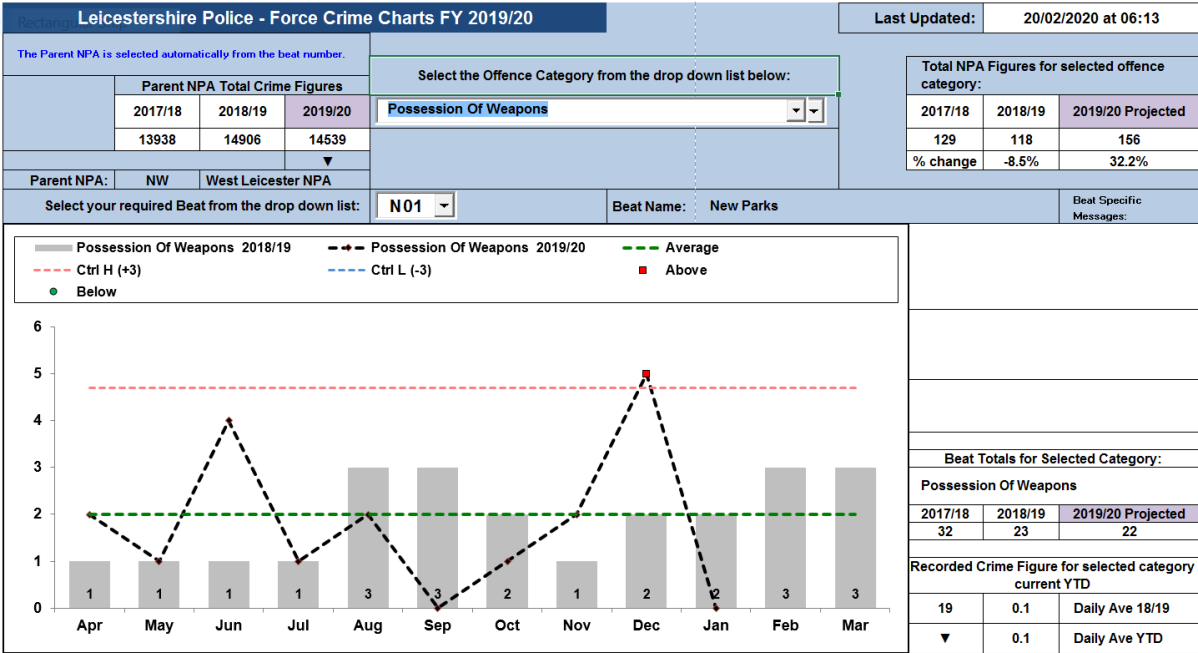 Leicestershire Police - Force Crime Charts FY 2019/20
Last Updated: 20/02/2020 at 06:13
The Parent NPA is selected automatically from the beat number.
Parent NPA Total Crime Figures
2017/18 2018/19 2019/20
13938 14906 14539
▼
Parent NPA: NW West Leicester NPA
Select the Offence Category from the drop down list below:
Possession Of Weapons
Total NPA Figures for selected offence
category:
2017/18 2018/19 2019/20 Projected
129 118 156
% change -8.5% 32.2%
Select your required Beat from the drop down list: N01 Beat Name: New Parks
Beat Specific
Messages:
Possession Of Weapons 2018/19 Possession Of Weapons 2019/20 Average
Ctrl H (+3) Ctrl L (-3) Above
Below
6
5
4
3
2
1
0
1 1 1 1 3 3 2 1 2 2 3 3
Apr May Jun Jul Aug Sep Oct Nov Dec Jan Feb Mar
Beat Totals for Selected Category:
Possession Of Weapons
2017/18 2018/19 2019/20 Projected
32 23 22
Recorded Crime Figure for selected category
current YTD
19 0.1 Daily Ave 18/19
▼ 0.1 Daily Ave YTD